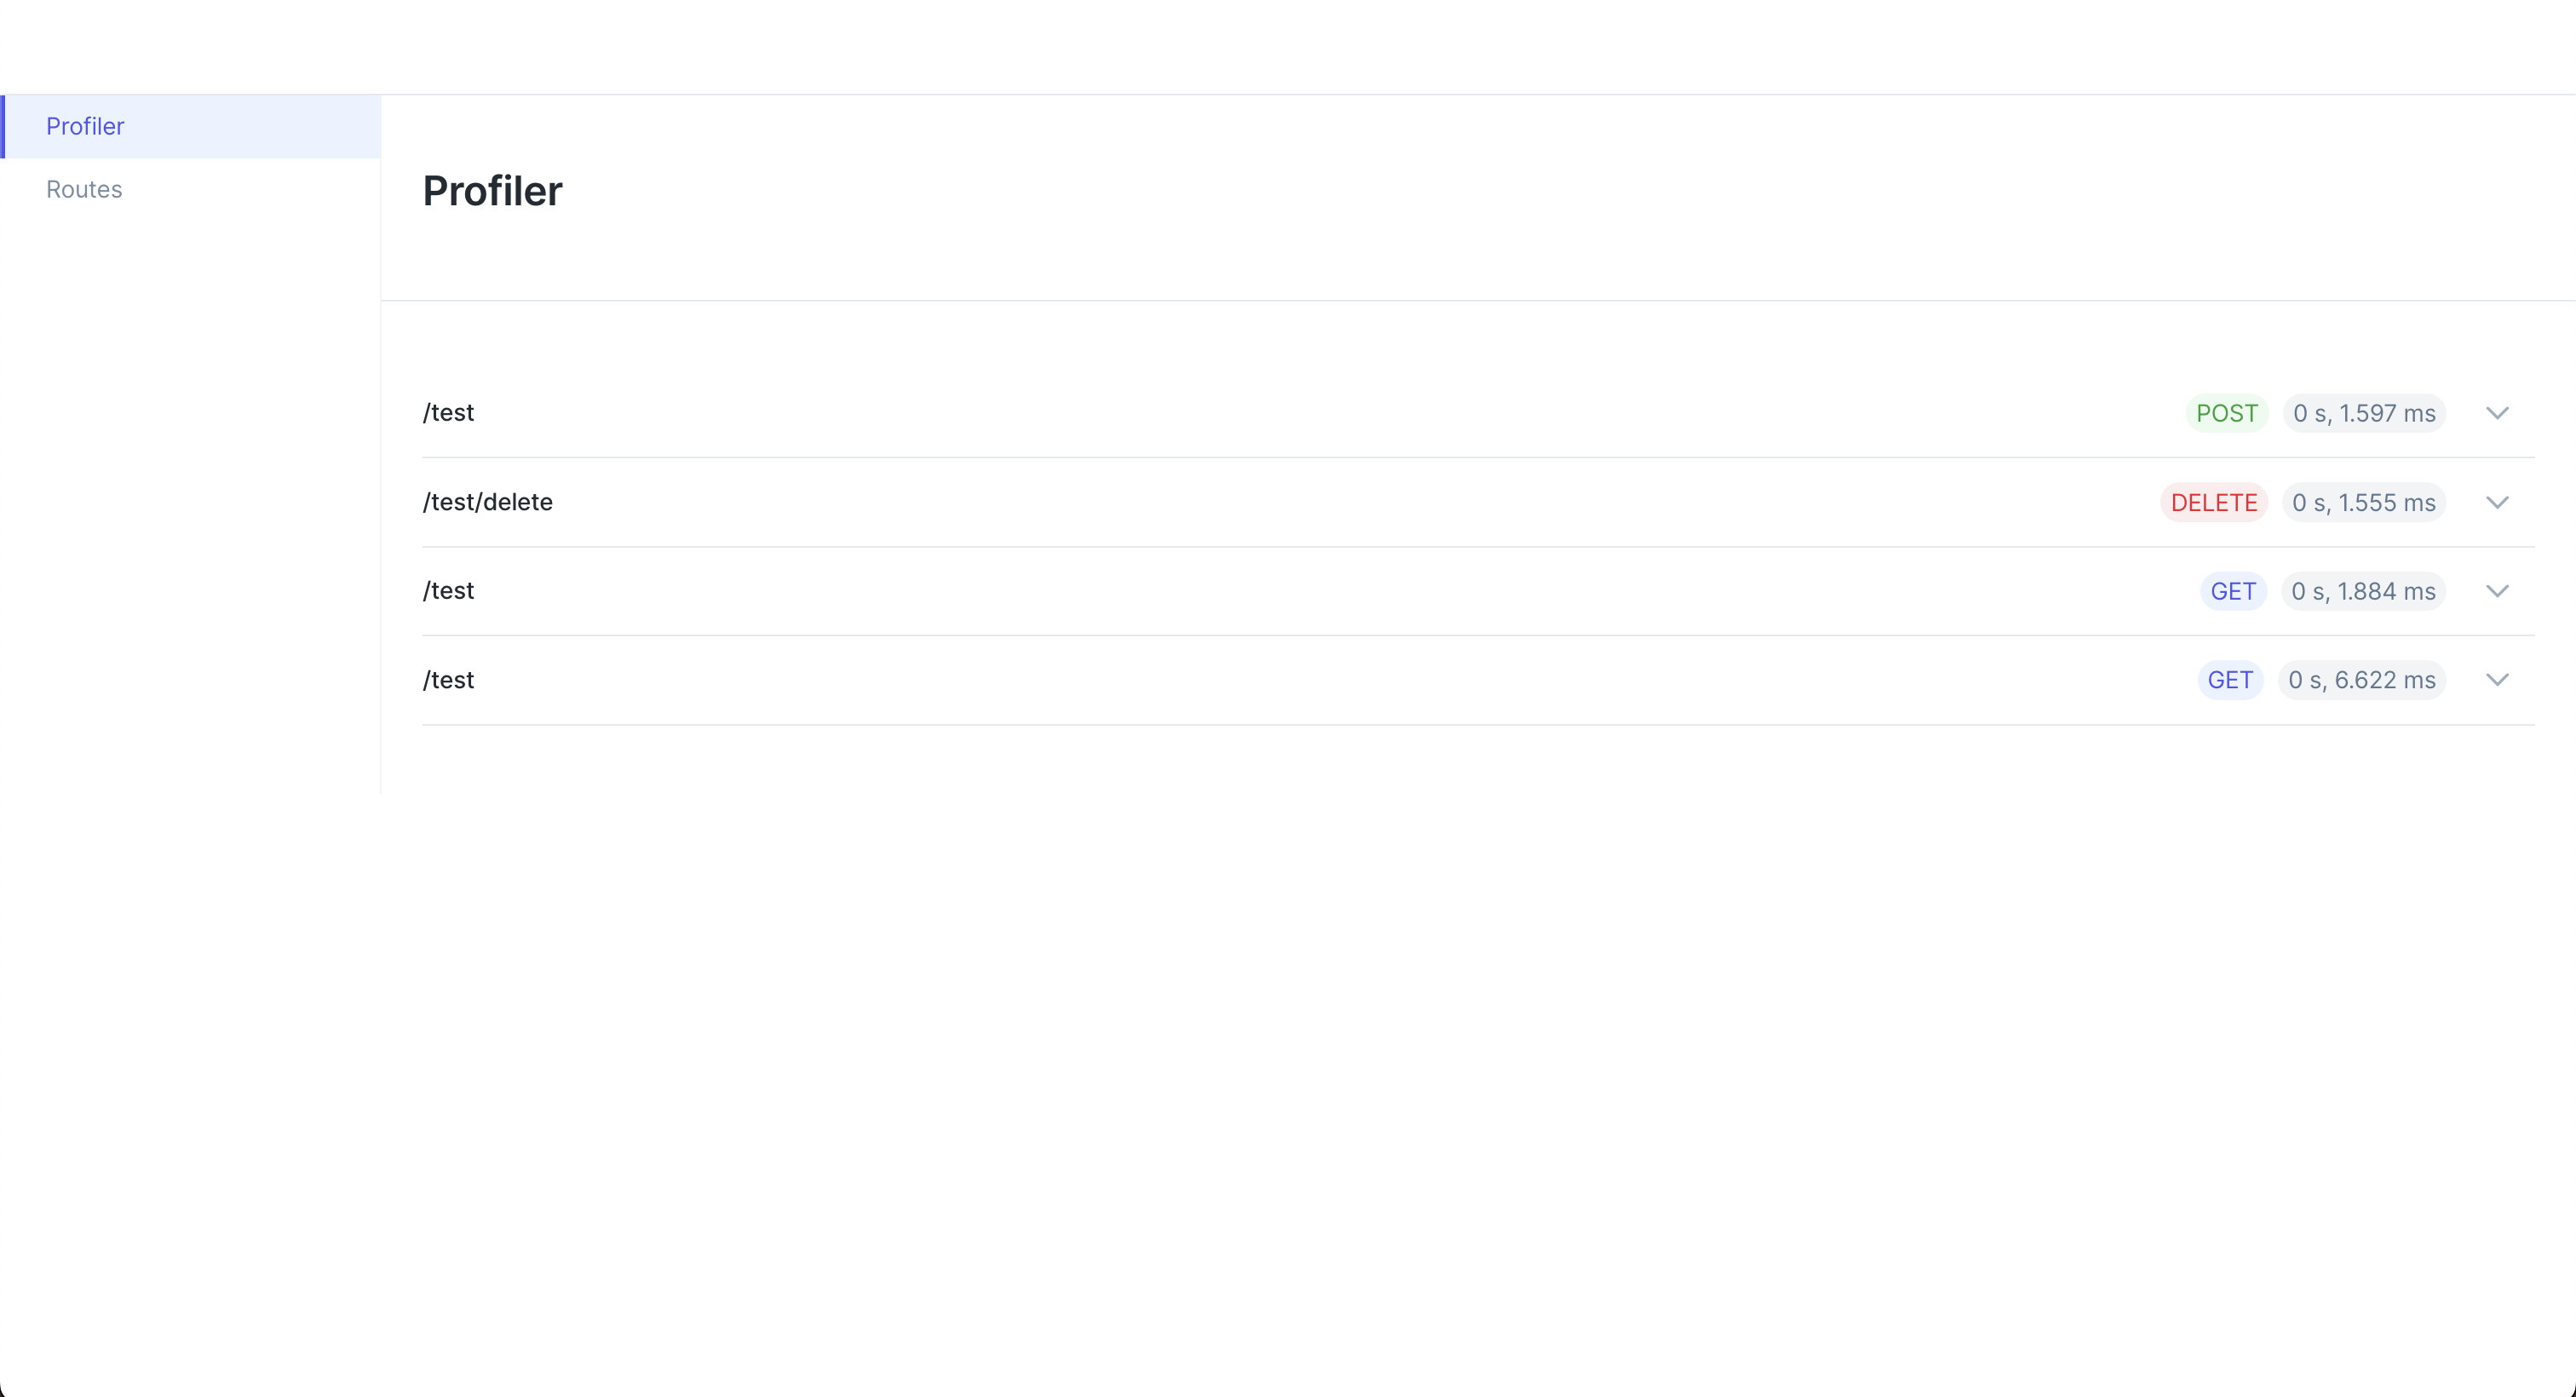 Profiler
Routes
Profiler
/test POST 0 s, 1.597 ms
/test/delete DELETE 0 s, 1.555 ms
/test GET 0 s, 1.884 ms
/test GET 0 s, 6.622 ms